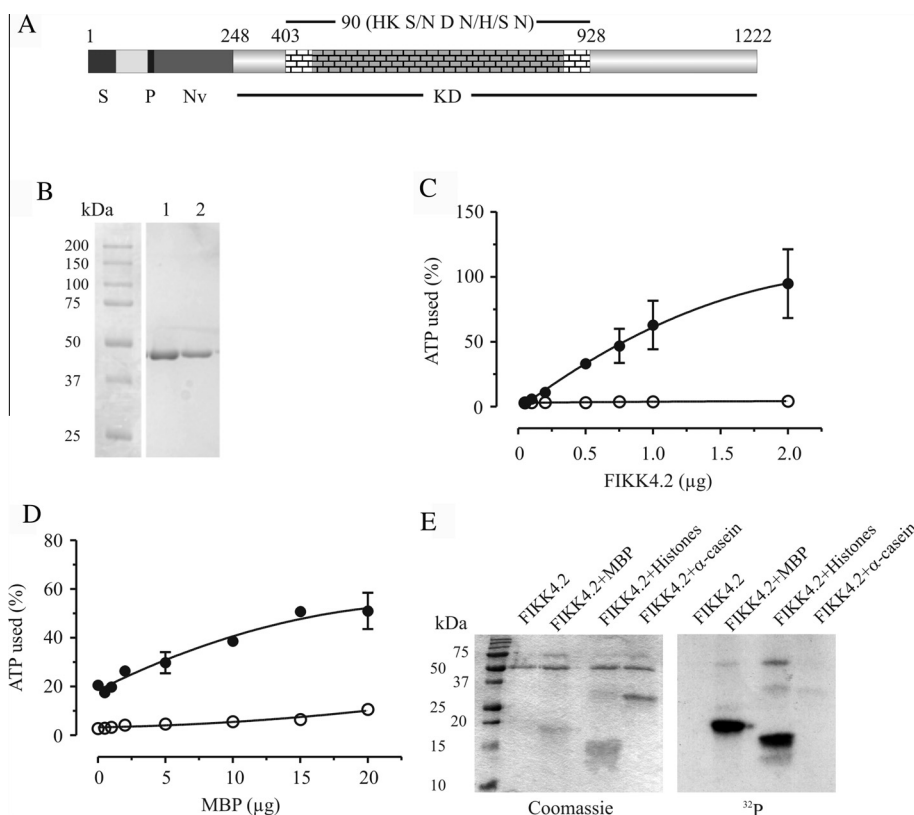 A
90 (HK S/N D N/H/S N)
1 248 403 928 1222
S P Nv KD
B
kDa 1 2
200
150
100
75
50
37
25
C
ATP used (%)
150
100
50
0
0 0.5 1.0 1.5 2.0
FIKK4.2 (µg)
D
ATP used (%)
80
60
40
20
0
0 5 10 15 20
MBP (µg)
E
FIKK4.2 FIKK4.2+MBP FIKK4.2+Histones FIKK4.2+α-casein FIKK4.2 FIKK4.2+MBP FIKK4.2+Histones FIKK4.2+α-casein
kDa
75
50
37
25
20
15
10
Coomassie ³²P